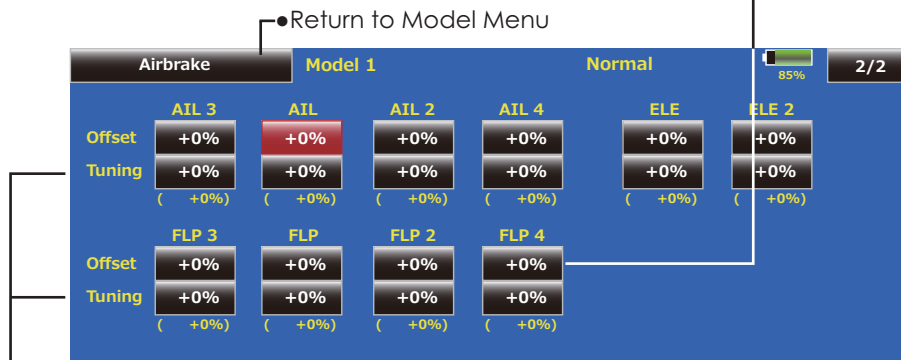 ●Return to Model Menu
Airbrake Model 1 Normal 85% 2/2
AIL 3 AIL AIL 2 AIL 4 ELE ELE 2
Offset +0% +0% +0% +0% +0% +0%
Tuning +0% +0% +0% +0% +0% +0%
( +0%) ( +0%) ( +0%) ( +0%) ( +0%) ( +0%)
FLP 3 FLP FLP 2 FLP 4
Offset +0% +0% +0% +0%
Tuning +0% +0% +0% +0%
( +0%) ( +0%) ( +0%) ( +0%)